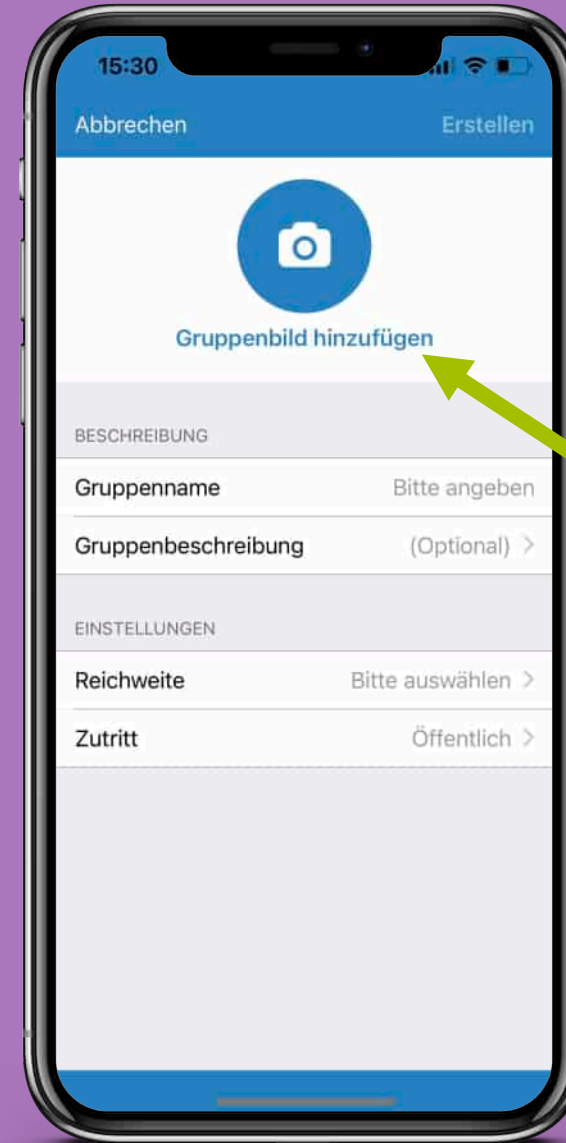 15:30
Abbrechen Erstellen
Gruppenbild hinzufügen
BESCHREIBUNG
Gruppenname Bitte angeben
Gruppenbeschreibung (Optional) >
EINSTELLUNGEN
Reichweite Bitte auswählen >
Zutritt Öffentlich >